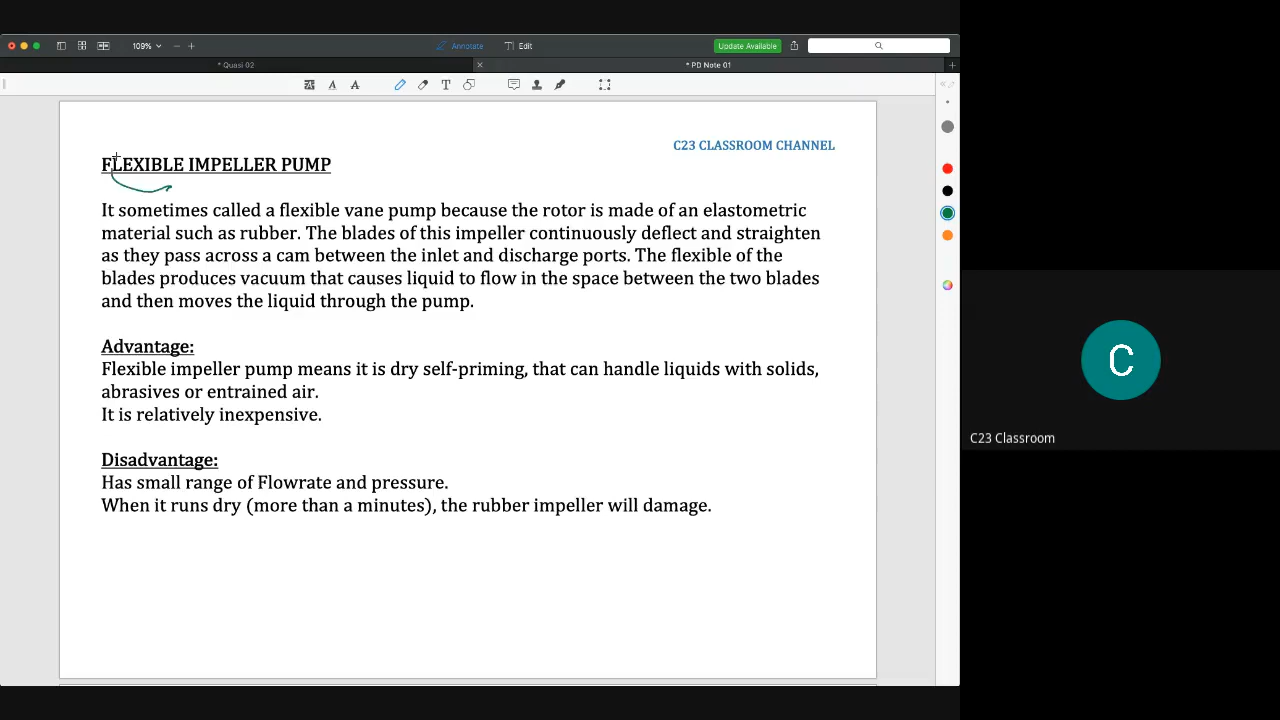 109%
Annotate
Edit
Update Available
* Quasi 02
* PD Note 01
C23 CLASSROOM CHANNEL
FLEXIBLE IMPELLER PUMP
It sometimes called a flexible vane pump because the rotor is made of an elastometric
material such as rubber. The blades of this impeller continuously deflect and straighten
as they pass across a cam between the inlet and discharge ports. The flexible of the
blades produces vacuum that causes liquid to flow in the space between the two blades
and then moves the liquid through the pump.
Advantage:
Flexible impeller pump means it is dry self-priming, that can handle liquids with solids,
abrasives or entrained air.
It is relatively inexpensive.
Disadvantage:
Has small range of Flowrate and pressure.
When it runs dry (more than a minutes), the rubber impeller will damage.
C
C23 Classroom